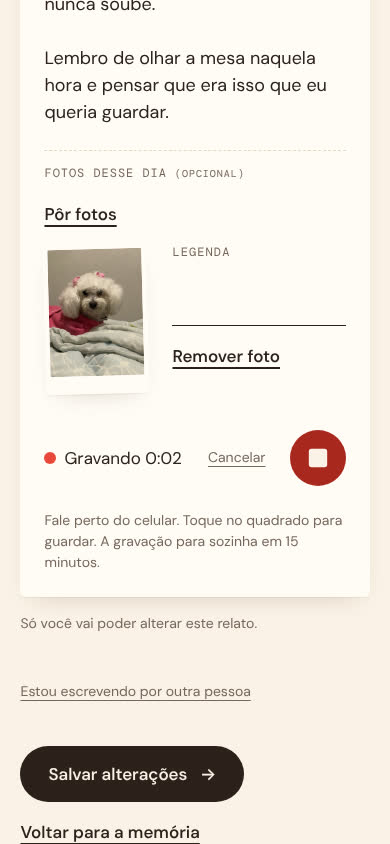 nunca soube.
Lembro de olhar a mesa naquela
hora e pensar que era isso que eu
queria guardar.
FOTOS DESSE DIA (OPCIONAL)
Pôr fotos
LEGENDA
Remover foto
Gravando 0:02
Cancelar
Fale perto do celular. Toque no quadrado para
guardar. A gravação para sozinha em 15
minutos.
Só você vai poder alterar este relato.
Estou escrevendo por outra pessoa
Salvar alterações →
Voltar para a memória